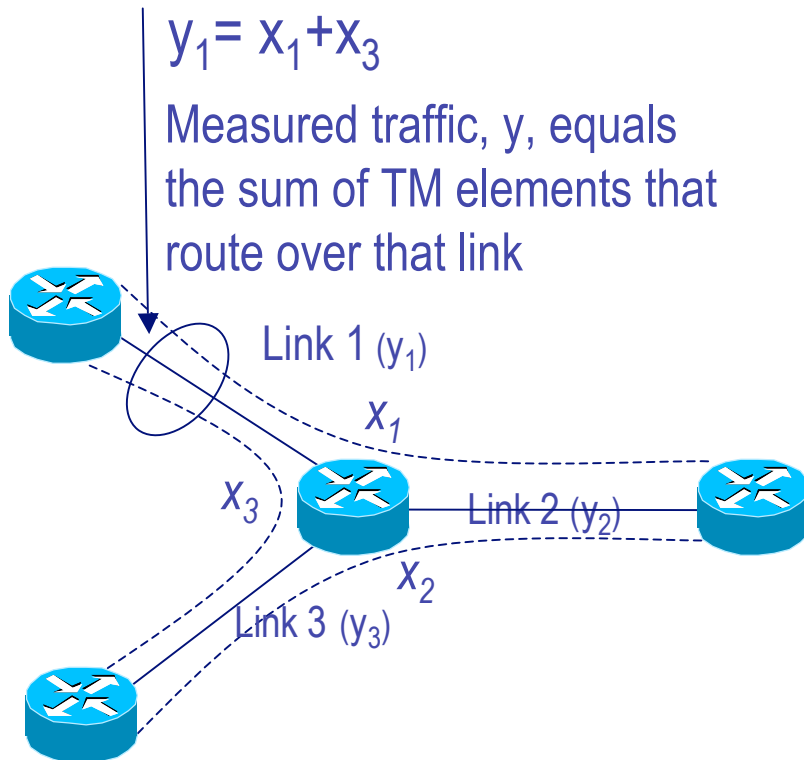 y₁= x₁+x₃
Measured traffic, y, equals
the sum of TM elements that
route over that link
Link 1 (y₁)
x₁
x₃
Link 2 (y₂)
x₂
Link 3 (y₃)